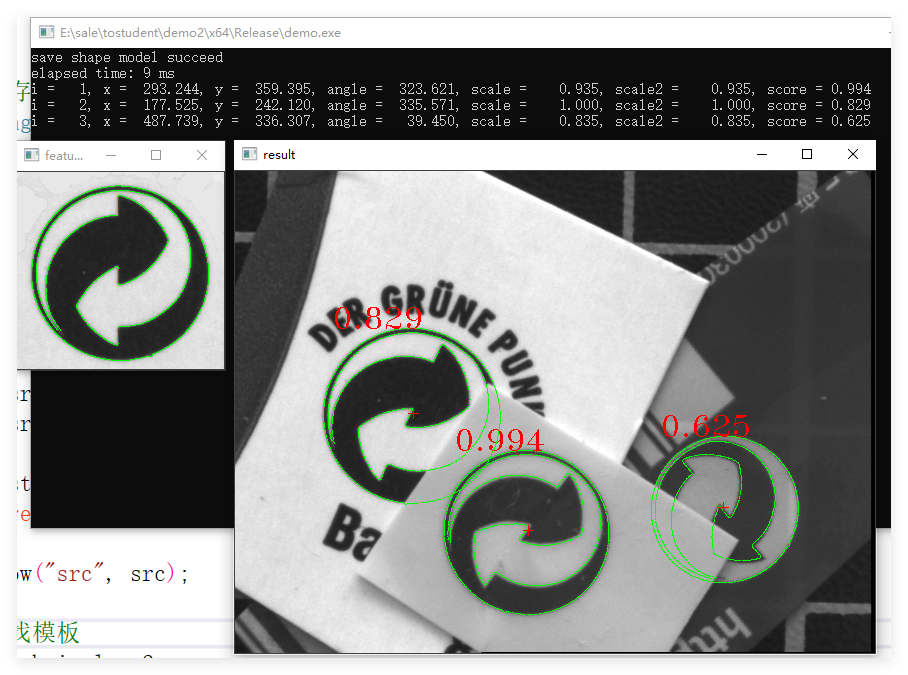 E:\sale\tostudent\demo2\x64\Release\demo.exe
save shape model succeed
elapsed time: 9 ms
i =   1, x =  293.244, y =  359.395, angle =  323.621, scale =    0.935, scale2 =    0.935, score = 0.994
i =   2, x =  177.525, y =  242.120, angle =  335.571, scale =    1.000, scale2 =    1.000, score = 0.829
i =   3, x =  487.739, y =  336.307, angle =   39.450, scale =    0.835, scale2 =    0.835, score = 0.625
featu...
result
DER GRÜNE PUNK
0.829
0.994
0.625
Ba
http
ow("src", src);
找模板